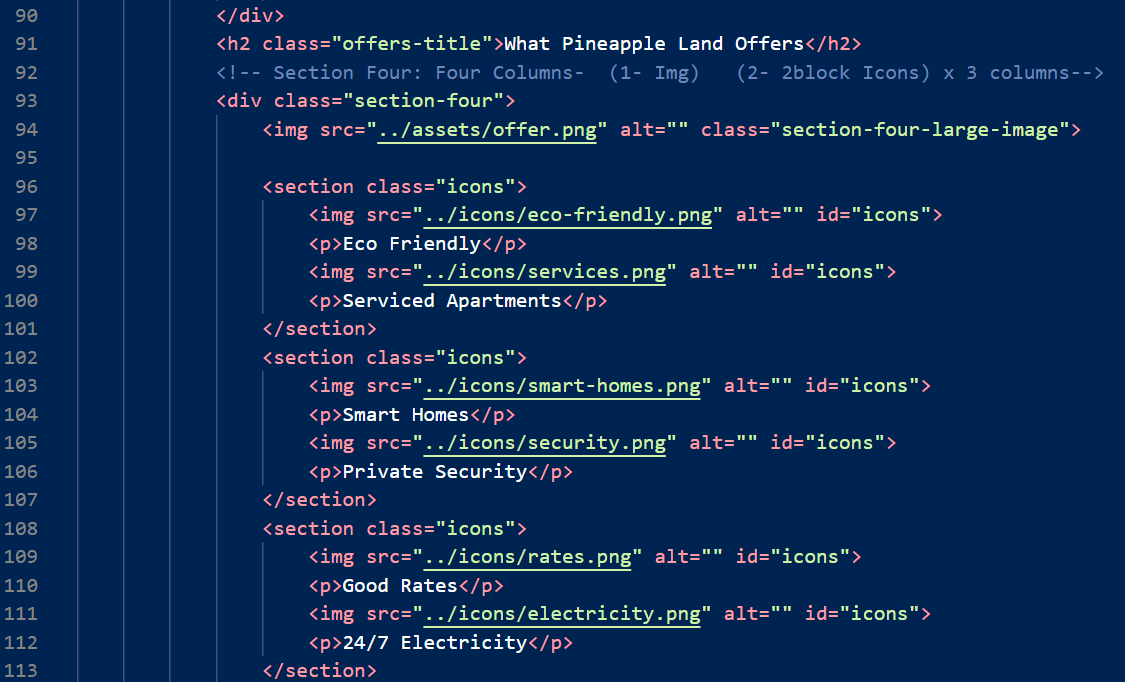 90 </div>
91 <h2 class="offers-title">What Pineapple Land Offers</h2>
92 <!-- Section Four: Four Columns-  (1- Img)   (2- 2block Icons) x 3 columns-->
93 <div class="section-four">
94 <img src="../assets/offer.png" alt="" class="section-four-large-image">
95
96 <section class="icons">
97 <img src="../icons/eco-friendly.png" alt="" id="icons">
98 <p>Eco Friendly</p>
99 <img src="../icons/services.png" alt="" id="icons">
100 <p>Serviced Apartments</p>
101 </section>
102 <section class="icons">
103 <img src="../icons/smart-homes.png" alt="" id="icons">
104 <p>Smart Homes</p>
105 <img src="../icons/security.png" alt="" id="icons">
106 <p>Private Security</p>
107 </section>
108 <section class="icons">
109 <img src="../icons/rates.png" alt="" id="icons">
110 <p>Good Rates</p>
111 <img src="../icons/electricity.png" alt="" id="icons">
112 <p>24/7 Electricity</p>
113 </section>